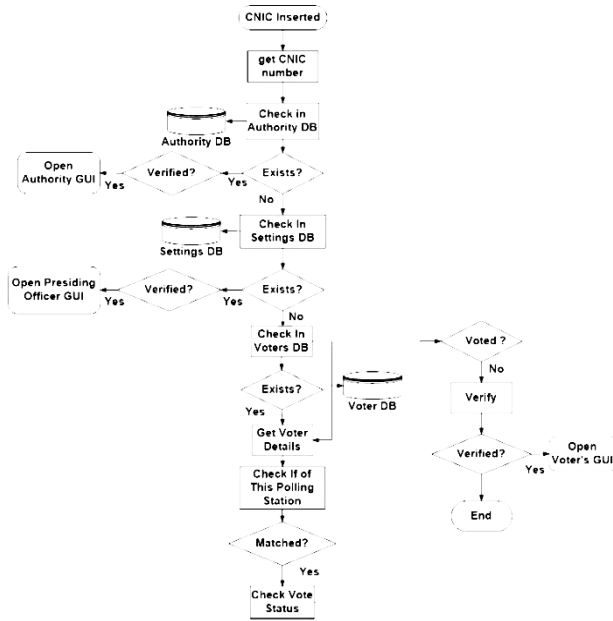 CNIC Inserted
get CNIC
number
Check in
Authority DB
Authority DB
Open
Authority GUI
Yes
Verified?
Yes
Exists?
No
Check In
Settings DB
Settings DB
Open Presiding
Officer GUI
Yes
Verified?
Yes
Exists?
No
Check In
Voters DB
Exists?
Voter DB
Yes
Get Voter
Details
Check If of
This Polling
Station
Matched?
Yes
Check Vote
Status
Voted ?
No
Verify
Verified?
Yes
Open
Voter's GUI
End